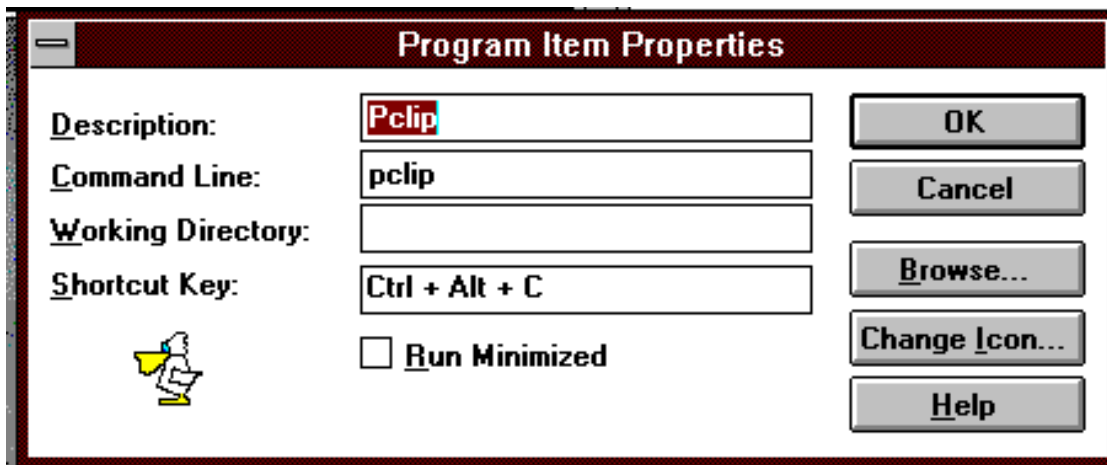 Program Item Properties
Description: Pclip OK
Command Line: pclip Cancel
Working Directory:
Shortcut Key: Ctrl + Alt + C Browse...
Run Minimized Change Icon...
Help